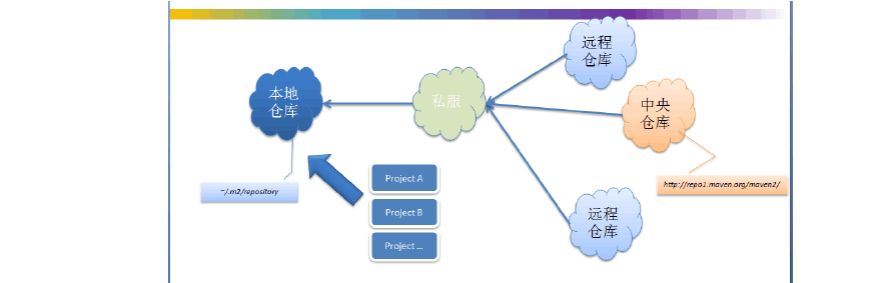 远程
仓库
本地
仓库
私服
中央
仓库
~/.m2/repository
Project A
http://repo1.maven.org/maven2/
Project B
远程
仓库
Project ...